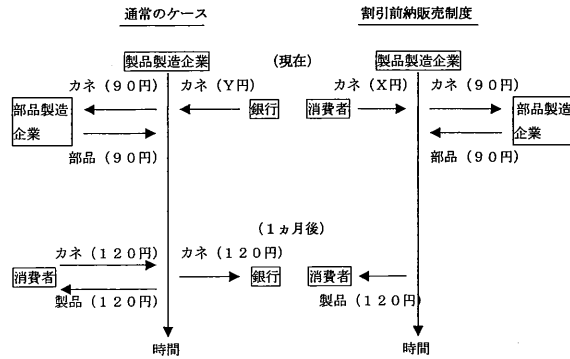 通常のケース 割引前納販売制度
製品製造企業 (現在) 製品製造企業
カネ(90円) カネ(Y円) カネ(X円) カネ(90円)
部品製造 銀行 消費者 部品製造
企業 企業
部品(90円) 部品(90円)
(1ヵ月後)
カネ(120円) カネ(120円)
消費者 銀行 消費者
製品(120円) 製品(120円)
時間 時間